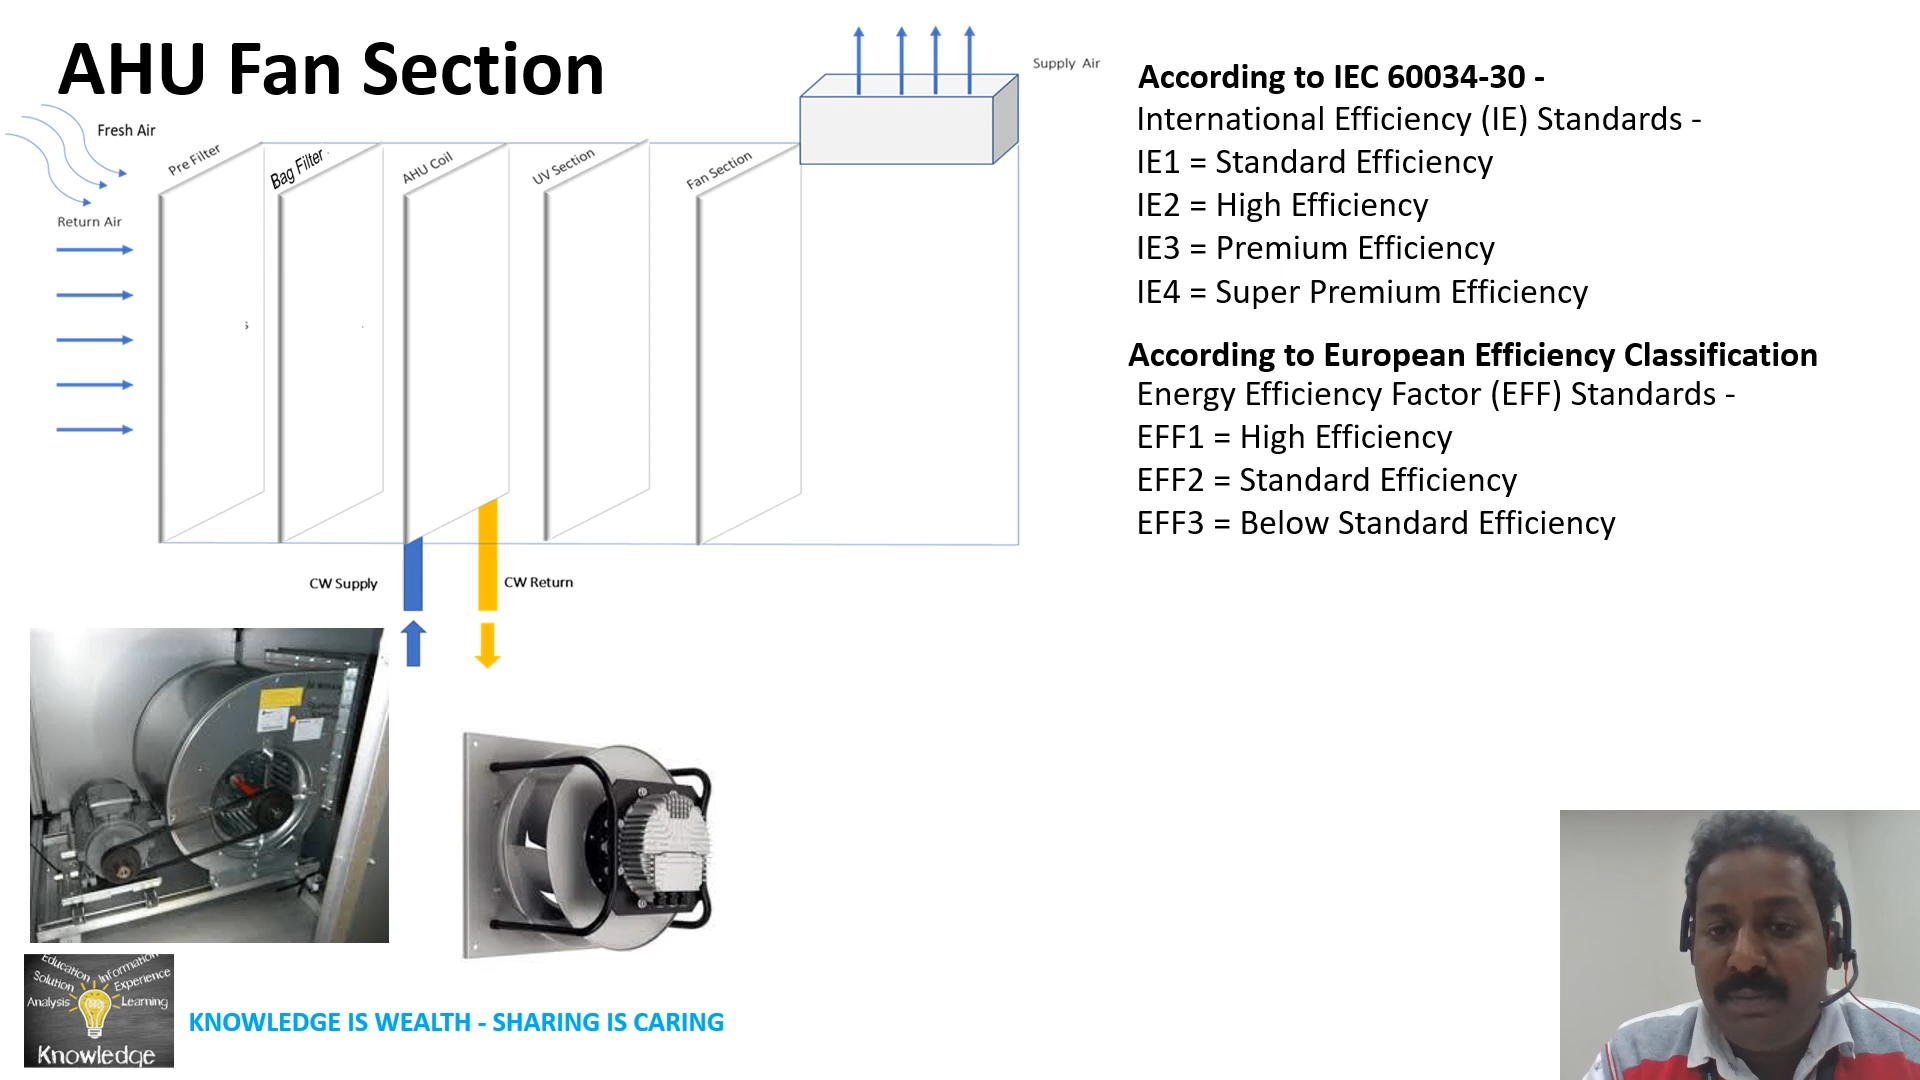 AHU Fan Section
Supply Air
Fresh Air
Return Air
Pre Filter
Bag Filter
AHU Coil
UV Section
Fan Section
CW Supply
CW Return
According to IEC 60034-30 -
International Efficiency (IE) Standards -
IE1 = Standard Efficiency
IE2 = High Efficiency
IE3 = Premium Efficiency
IE4 = Super Premium Efficiency
According to European Efficiency Classification
Energy Efficiency Factor (EFF) Standards -
EFF1 = High Efficiency
EFF2 = Standard Efficiency
EFF3 = Below Standard Efficiency
Education
Information
Solution
Experience
Analysis
Learning
Knowledge
KNOWLEDGE IS WEALTH - SHARING IS CARING